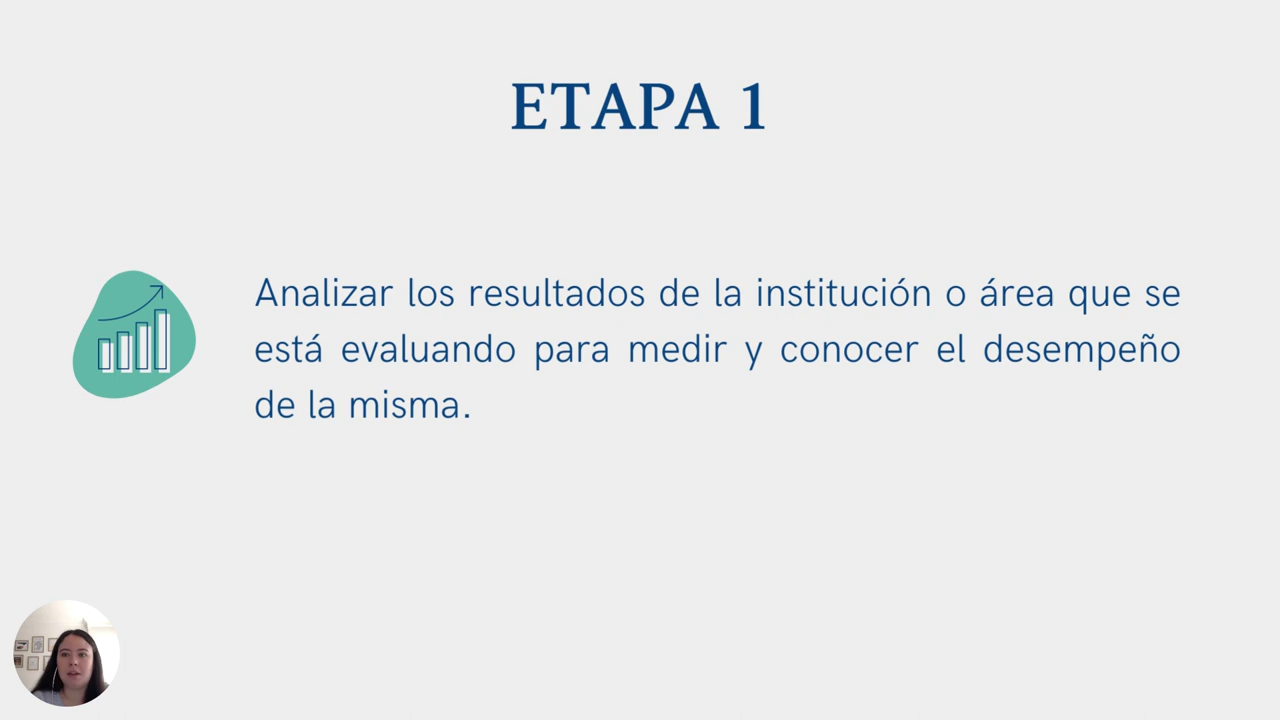 ETAPA 1
Analizar los resultados de la institución o área que se
está evaluando para medir y conocer el desempeño
de la misma.